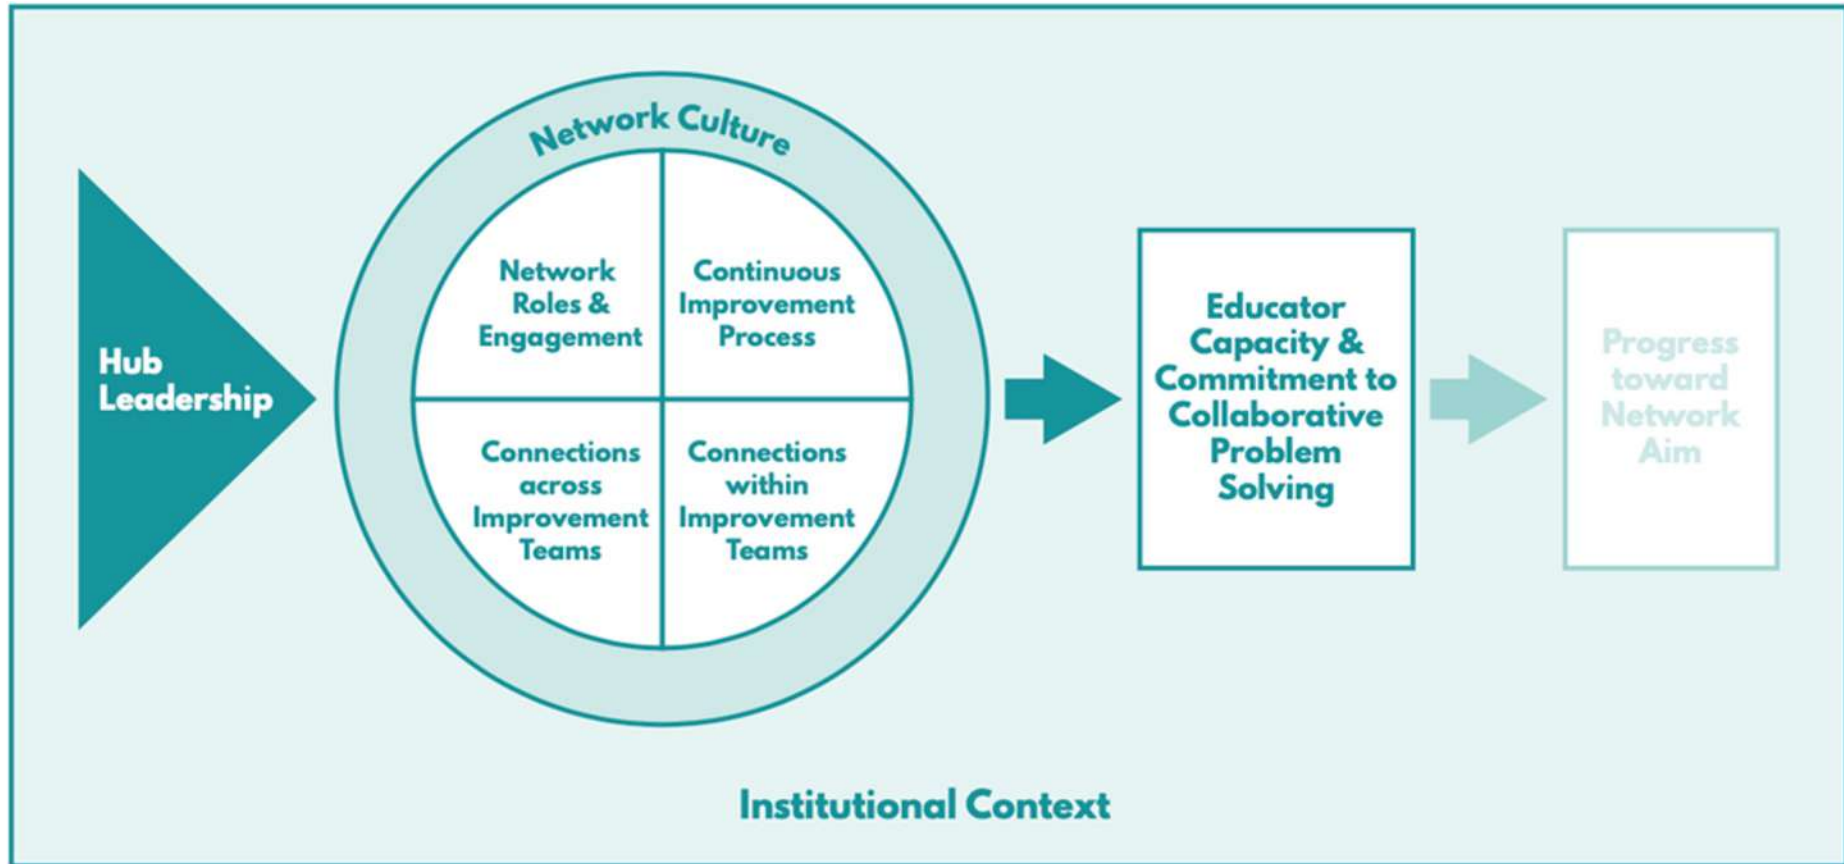 Network Culture
Hub
Leadership
Network
Roles &
Engagement
Continuous
Improvement
Process
Connections
across
Improvement
Teams
Connections
within
Improvement
Teams
Educator
Capacity &
Commitment to
Collaborative
Problem
Solving
Progress
toward
Network
Aim
Institutional Context